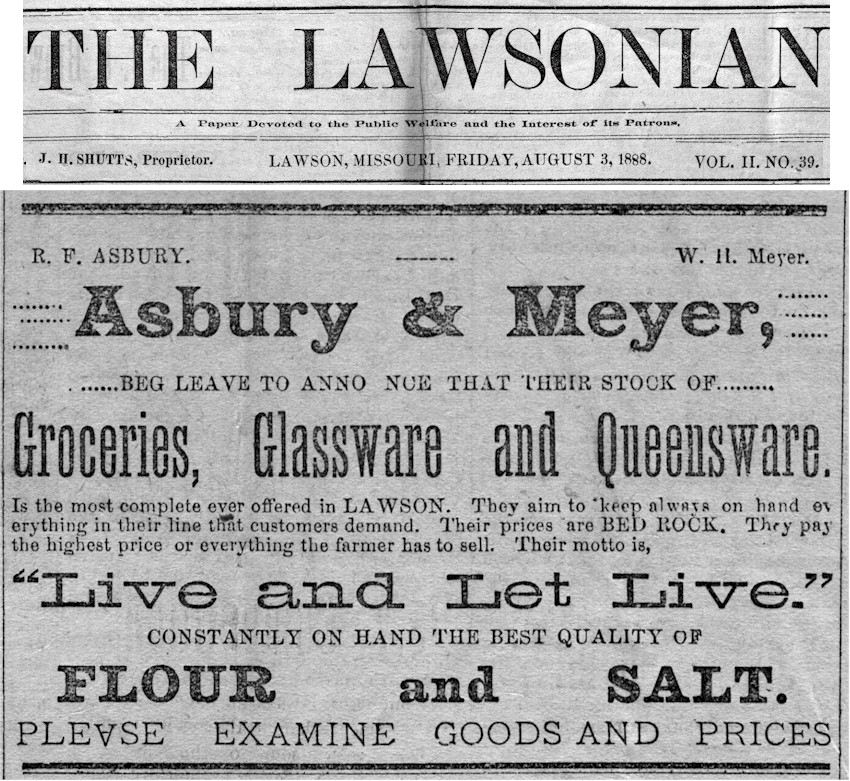 THE LAWSONIAN
A Paper Devoted to the Public Welfare and the Interest of its Patrons.
J. H. SHUTTS, Proprietor. LAWSON, MISSOURI, FRIDAY, AUGUST 3, 1888. VOL. II. NO. 39.
R. F. ASBURY. ------ W. H. Meyer.
Asbury & Meyer,
......BEG LEAVE TO ANNO NCE THAT THEIR STOCK OF.........
Groceries, Glassware and Queensware.
Is the most complete ever offered in LAWSON. They aim to keep always on hand ev
erything in their line that customers demand. Their prices are BED ROCK. They pay
the highest price or everything the farmer has to sell. Their motto is,
"Live and Let Live."
CONSTANTLY ON HAND THE BEST QUALITY OF
FLOUR and SALT.
PLEASE EXAMINE GOODS AND PRICES